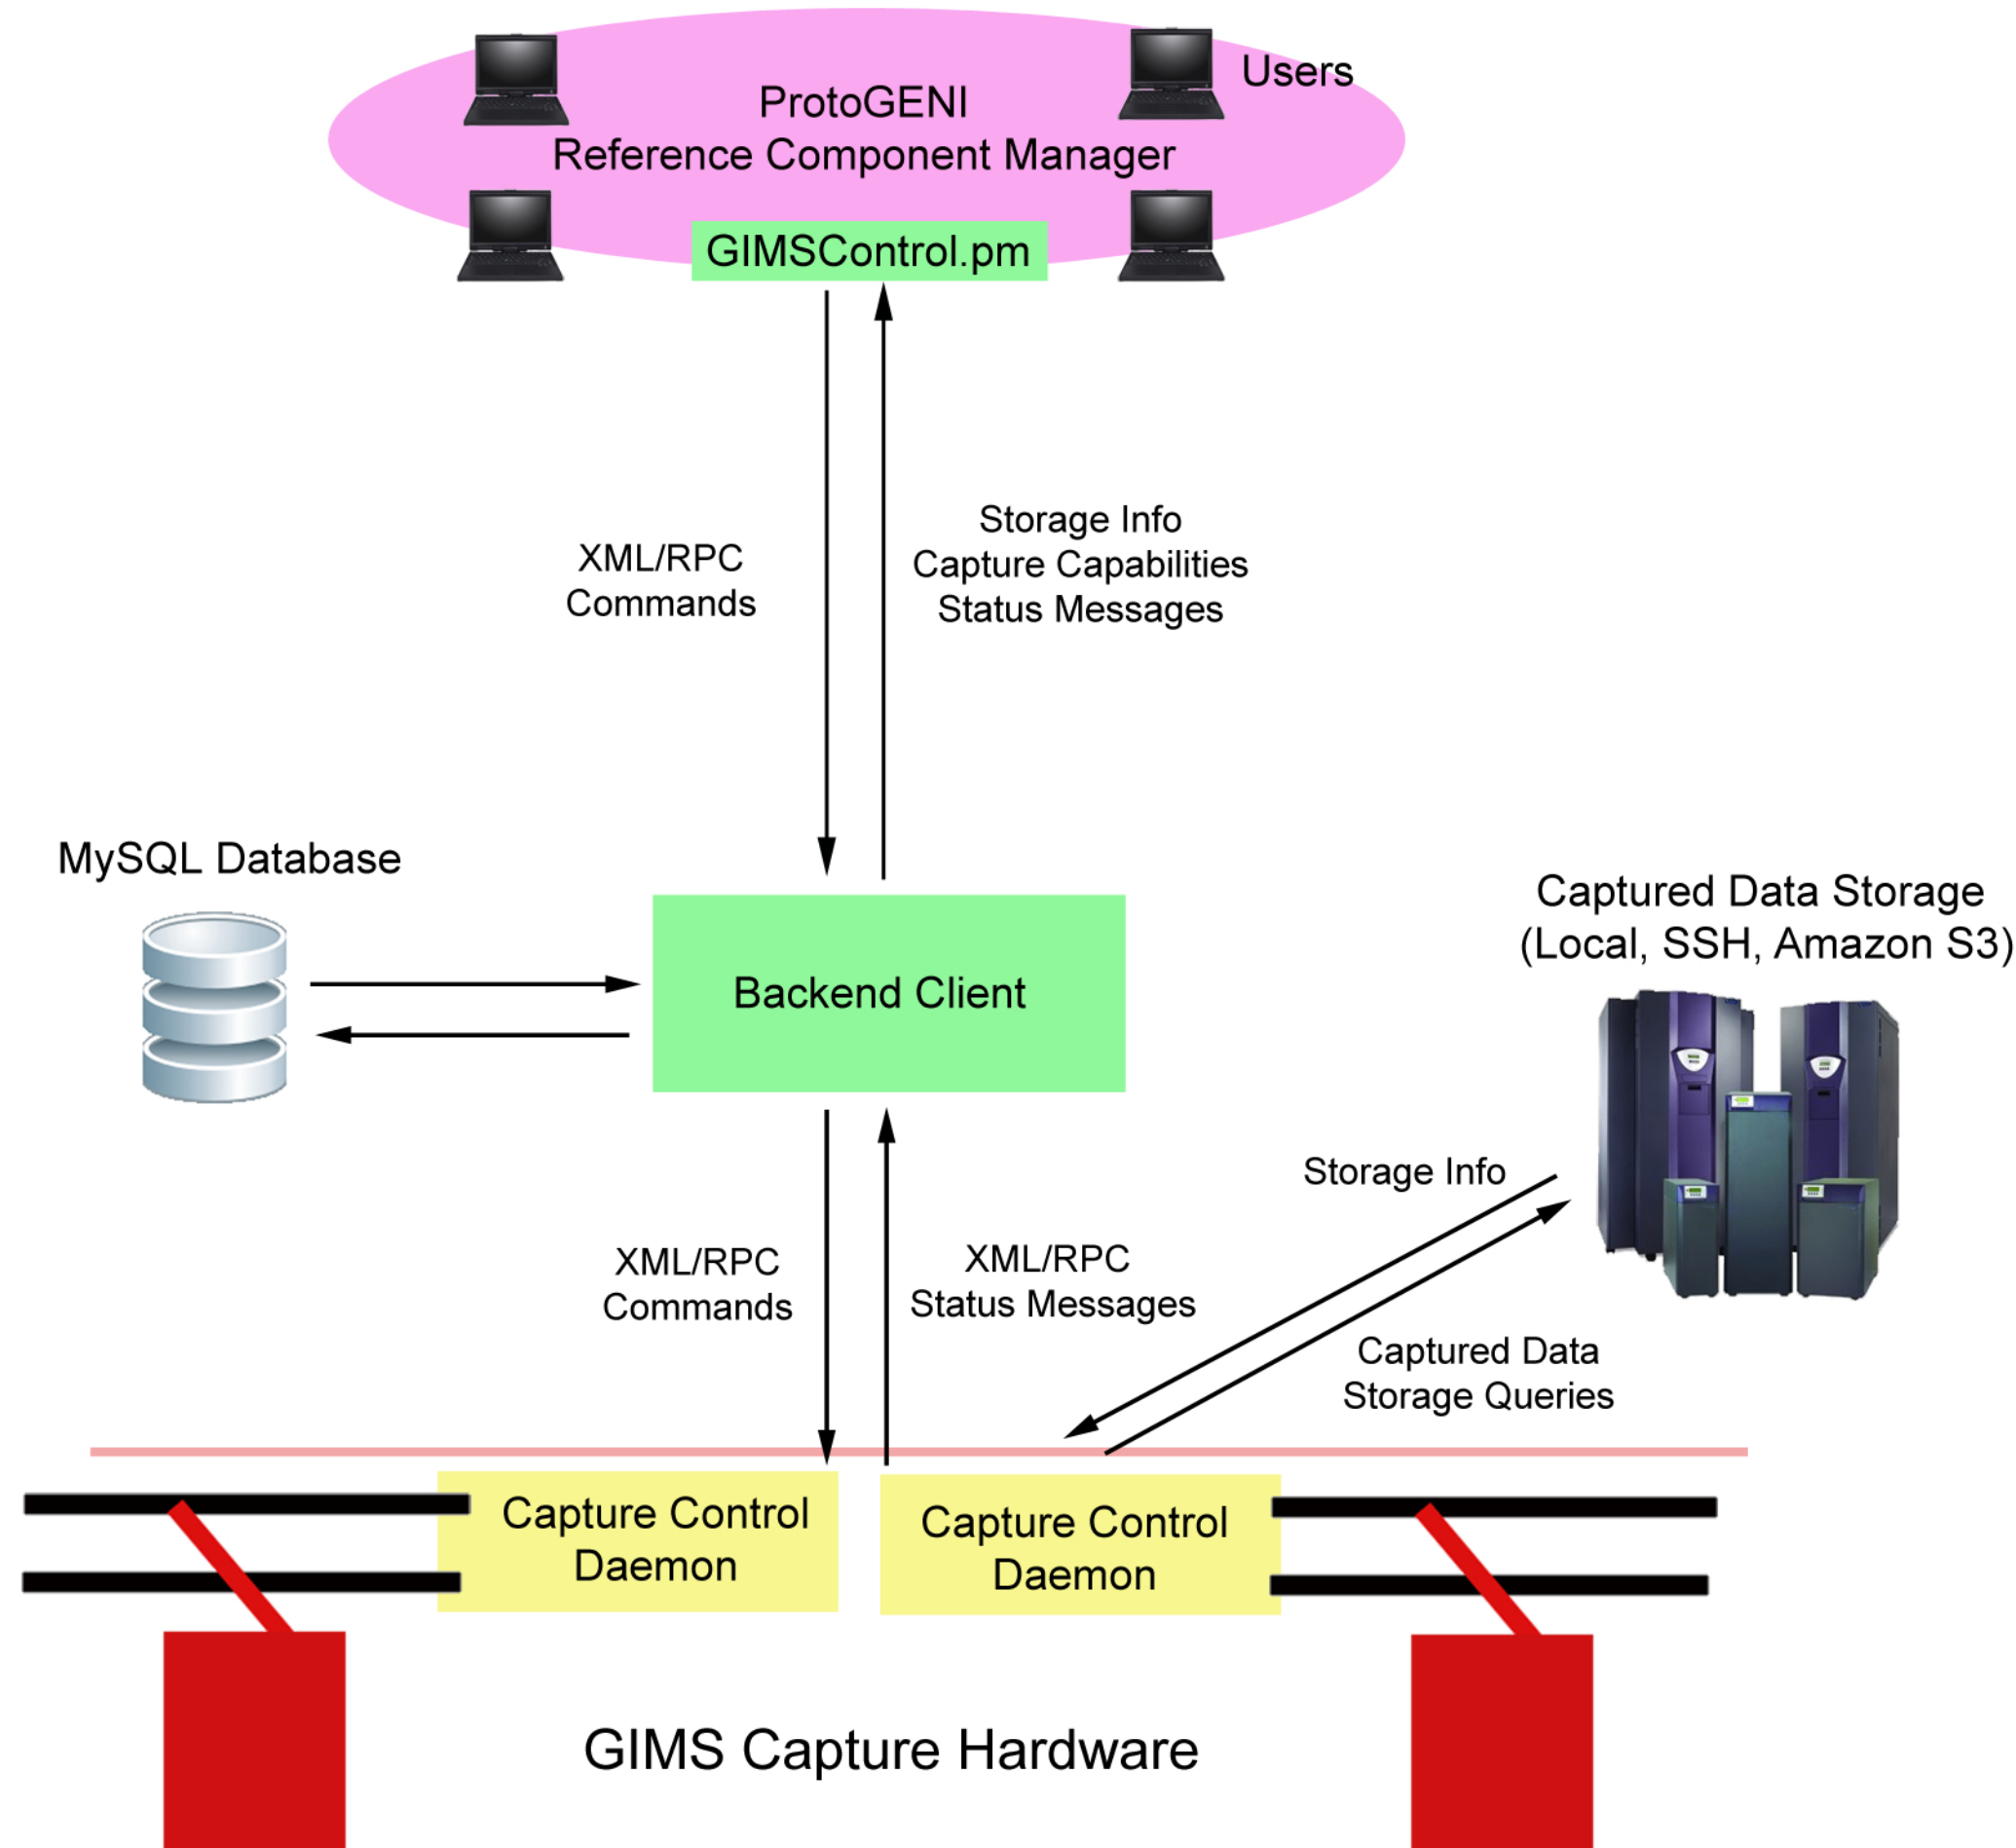 Users
ProtoGENI
Reference Component Manager
GIMSControl.pm
XML/RPC
Commands
Storage Info
Capture Capabilities
Status Messages
MySQL Database
Backend Client
Captured Data Storage
(Local, SSH, Amazon S3)
XML/RPC
Commands
XML/RPC
Status Messages
Storage Info
Captured Data
Storage Queries
Capture Control
Daemon
Capture Control
Daemon
GIMS Capture Hardware